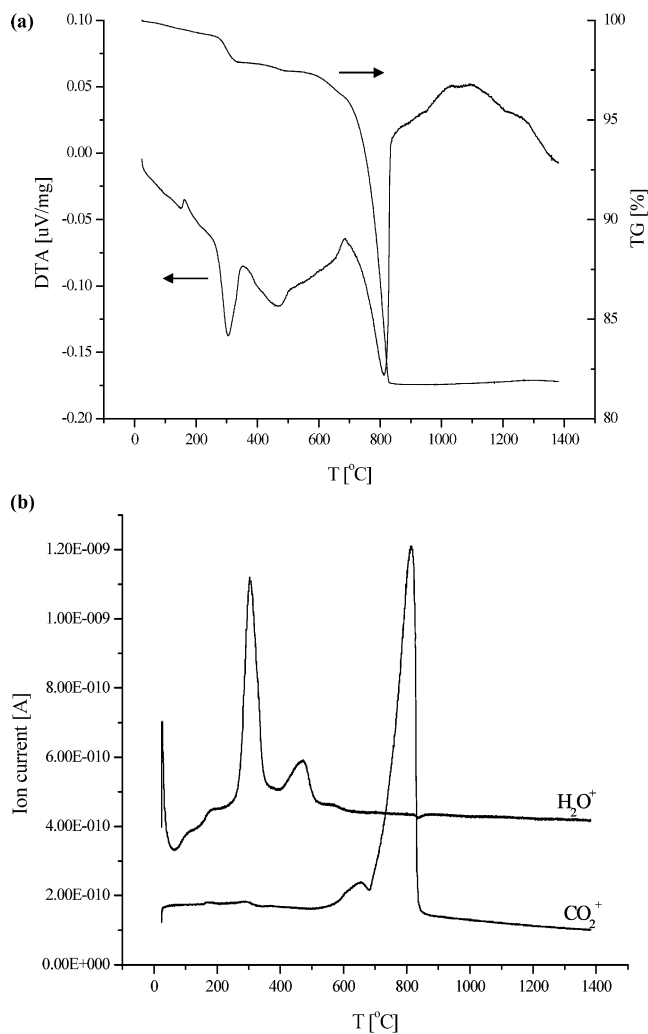 (a)
0.10
0.05
0.00
-0.05
-0.10
-0.15
-0.20
DTA [uV/mg]
100
95
90
85
80
TG [%]
0 200 400 600 800 1000 1200 1400
T [°C]
(b)
1.20E-009
1.00E-009
8.00E-010
6.00E-010
4.00E-010
2.00E-010
0.00E+000
Ion current [A]
H₂O⁺
CO₂⁺
0 200 400 600 800 1000 1200 1400
T [°C]